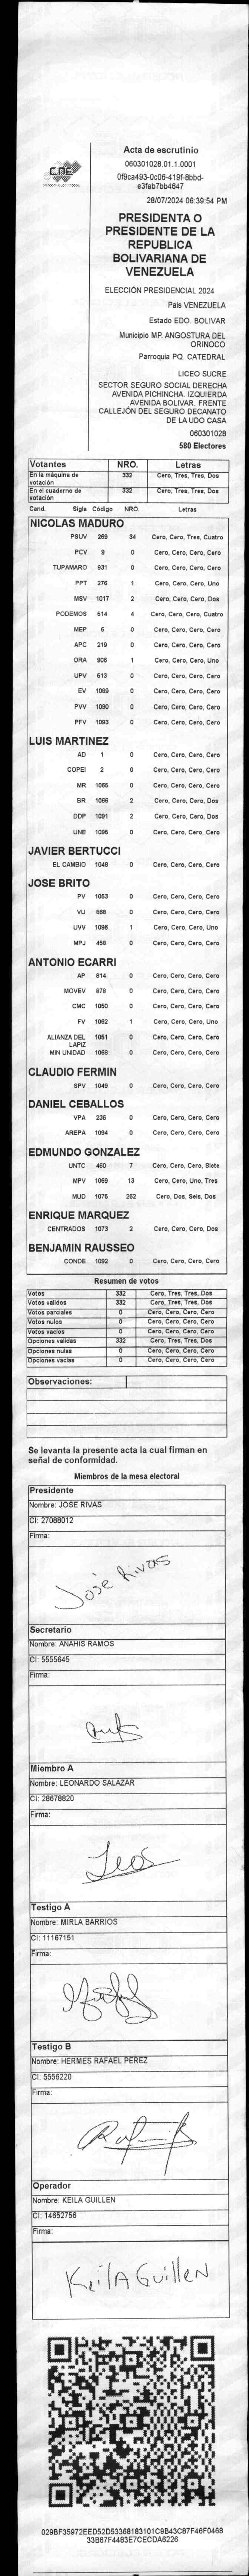 CNE
Acta de escrutinio
060301028.01.1.0001
0f9ca493-0c06-419f-8bbd-
e3fab7bb4647
28/07/2024 06:39:54 PM
PRESIDENTA O
PRESIDENTE DE LA
REPUBLICA
BOLIVARIANA DE
VENEZUELA
ELECCIÓN PRESIDENCIAL 2024
Pais VENEZUELA
Estado EDO. BOLIVAR
Municipio MP. ANGOSTURA DEL
ORINOCO
Parroquia PQ. CATEDRAL
LICEO SUCRE
SECTOR SEGURO SOCIAL DERECHA
AVENIDA PICHINCHA. IZQUIERDA
AVENIDA BOLIVAR. FRENTE
CALLEJÓN DEL SEGURO DECANATO
DE LA UDO CASA
060301028
580 Electores
Votantes NRO. Letras
En la máquina de votación 332 Cero, Tres, Tres, Dos
En el cuaderno de votación 332 Cero, Tres, Tres, Dos
Cand. Sigla Código NRO. Letras
NICOLAS MADURO
PSUV 269 34 Cero, Cero, Tres, Cuatro
PCV 9 0 Cero, Cero, Cero, Cero
TUPAMARO 931 0 Cero, Cero, Cero, Cero
PPT 276 1 Cero, Cero, Cero, Uno
MSV 1017 2 Cero, Cero, Cero, Dos
PODEMOS 514 4 Cero, Cero, Cero, Cuatro
MEP 6 0 Cero, Cero, Cero, Cero
APC 219 0 Cero, Cero, Cero, Cero
ORA 906 1 Cero, Cero, Cero, Uno
UPV 513 0 Cero, Cero, Cero, Cero
EV 1089 0 Cero, Cero, Cero, Cero
PVV 1090 0 Cero, Cero, Cero, Cero
PFV 1093 0 Cero, Cero, Cero, Cero
LUIS MARTINEZ
AD 1 0 Cero, Cero, Cero, Cero
COPEI 2 0 Cero, Cero, Cero, Cero
MR 1065 0 Cero, Cero, Cero, Cero
BR 1066 2 Cero, Cero, Cero, Dos
DDP 1091 2 Cero, Cero, Cero, Dos
UNE 1095 0 Cero, Cero, Cero, Cero
JAVIER BERTUCCI
EL CAMBIO 1048 0 Cero, Cero, Cero, Cero
JOSE BRITO
PV 1053 0 Cero, Cero, Cero, Cero
VU 868 0 Cero, Cero, Cero, Cero
UVV 1096 1 Cero, Cero, Cero, Uno
MPJ 458 0 Cero, Cero, Cero, Cero
ANTONIO ECARRI
AP 814 0 Cero, Cero, Cero, Cero
MOVEV 878 0 Cero, Cero, Cero, Cero
CMC 1050 0 Cero, Cero, Cero, Cero
FV 1062 1 Cero, Cero, Cero, Uno
ALIANZA DEL LAPIZ 1051 0 Cero, Cero, Cero, Cero
MIN UNIDAD 1088 0 Cero, Cero, Cero, Cero
CLAUDIO FERMIN
SPV 1049 0 Cero, Cero, Cero, Cero
DANIEL CEBALLOS
VPA 236 0 Cero, Cero, Cero, Cero
AREPA 1094 0 Cero, Cero, Cero, Cero
EDMUNDO GONZALEZ
UNTC 460 7 Cero, Cero, Cero, Siete
MPV 1069 13 Cero, Cero, Uno, Tres
MUD 1075 262 Cero, Dos, Seis, Dos
ENRIQUE MARQUEZ
CENTRADOS 1073 2 Cero, Cero, Cero, Dos
BENJAMIN RAUSSEO
CONDE 1092 0 Cero, Cero, Cero, Cero
Resumen de votos
Votos 332 Cero, Tres, Tres, Dos
Votos validos 332 Cero, Tres, Tres, Dos
Votos parciales 0 Cero, Cero, Cero, Cero
Votos nulos 0 Cero, Cero, Cero, Cero
Votos vacios 0 Cero, Cero, Cero, Cero
Opciones validas 332 Cero, Tres, Tres, Dos
Opciones nulas 0 Cero, Cero, Cero, Cero
Opciones vacias 0 Cero, Cero, Cero, Cero
Observaciones:
Se levanta la presente acta la cual firman en
señal de conformidad.
Miembros de la mesa electoral
Presidente
Nombre: JOSE RIVAS
CI: 27088012
Firma:
José Rivas
Secretario
Nombre: ANAHIS RAMOS
CI: 5555645
Firma:
Miembro A
Nombre: LEONARDO SALAZAR
CI: 28678820
Firma:
Leos
Testigo A
Nombre: MIRLA BARRIOS
CI: 11167151
Firma:
Testigo B
Nombre: HERMES RAFAEL PEREZ
CI: 5556220
Firma:
Operador
Nombre: KEILA GUILLEN
CI: 14652756
Firma:
Keila Guillen
029BF35972EED52D53368183101C9B43C87F46F0468
33B67F4483E7CECDA6226